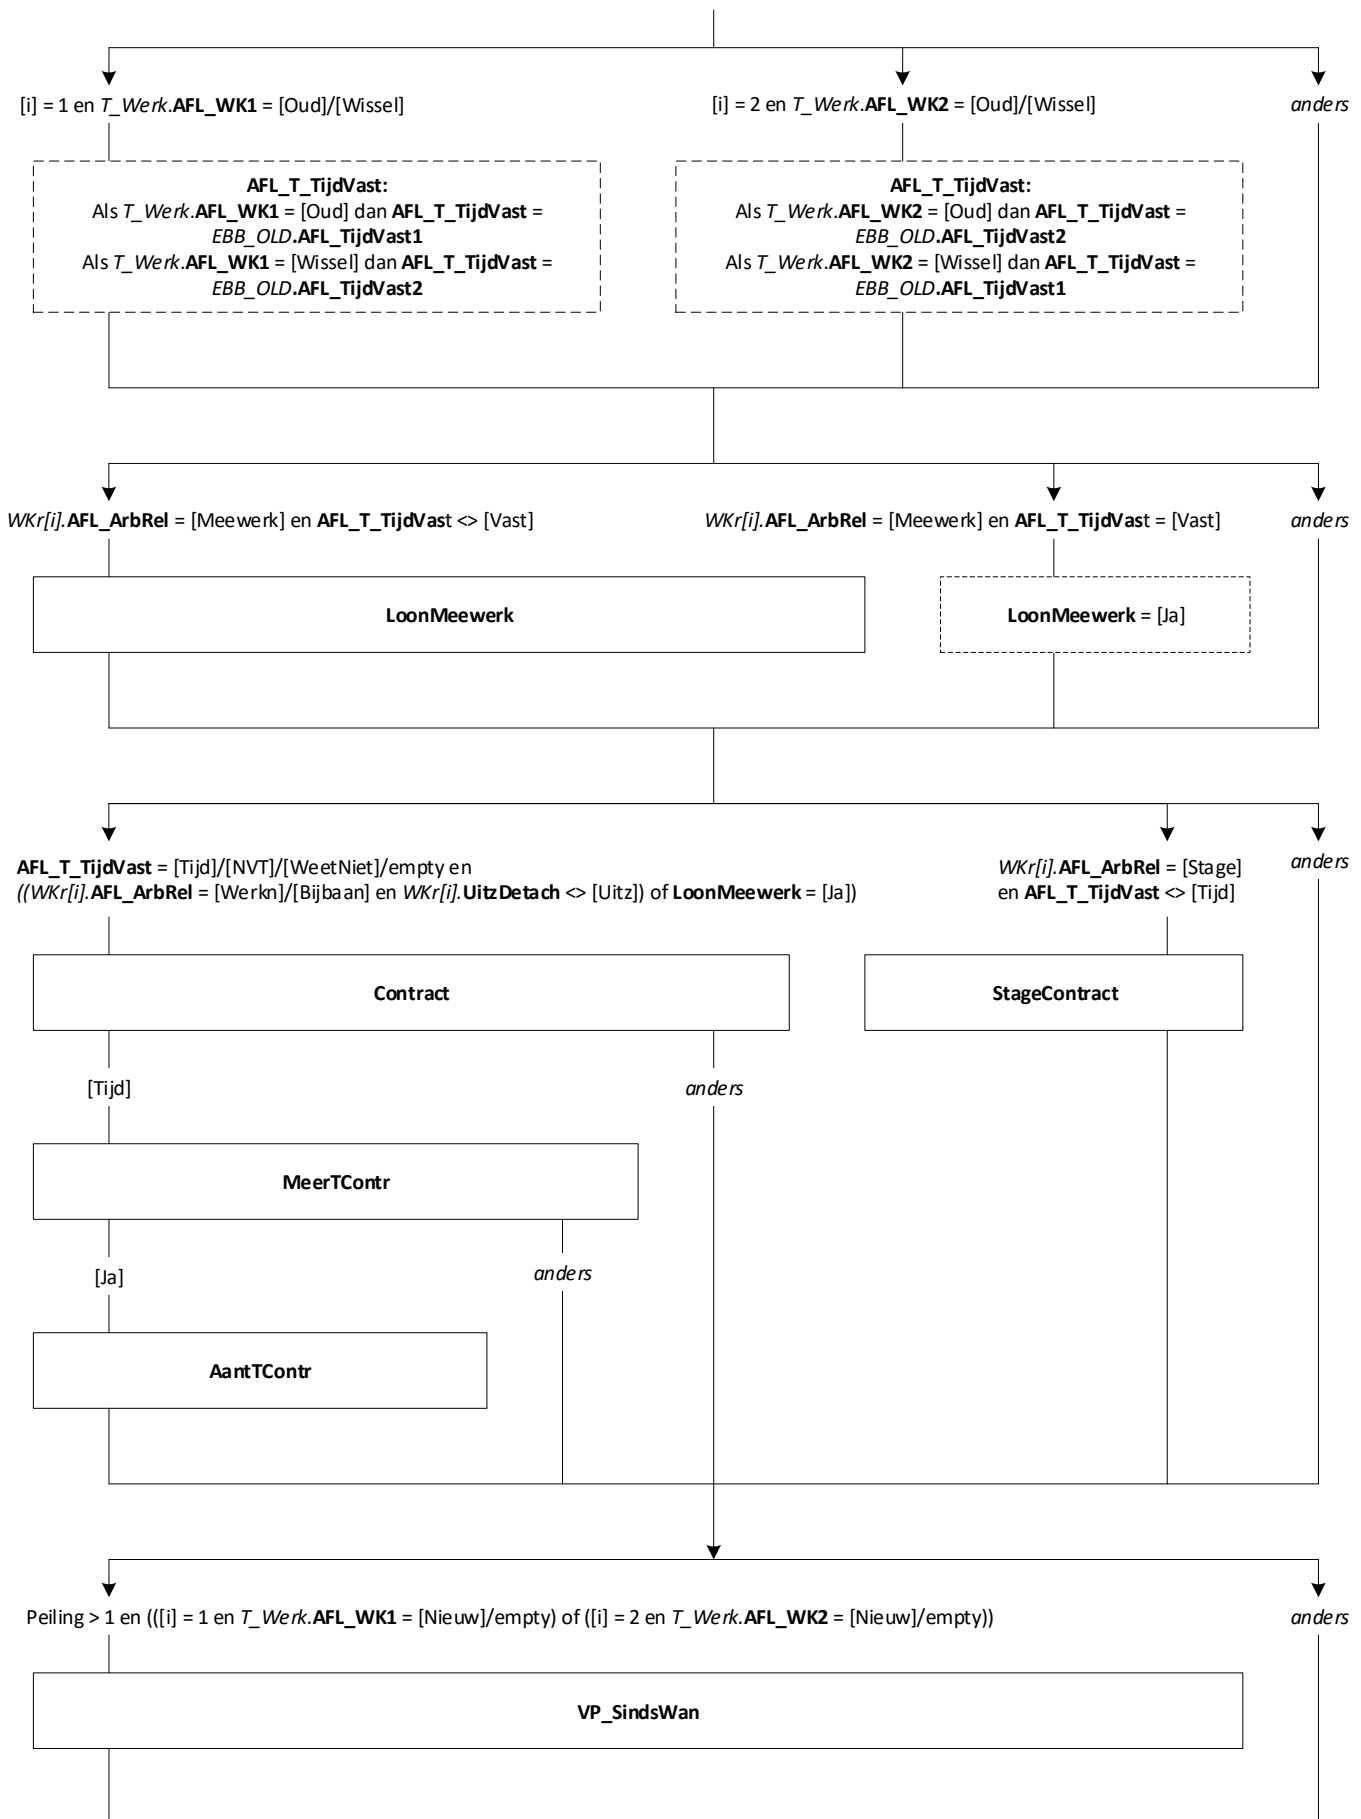 [i] = 1 en T_Werk.AFL_WK1 = [Oud]/[Wissel]
[i] = 2 en T_Werk.AFL_WK2 = [Oud]/[Wissel]
anders
AFL_T_TijdVast:
Als T_Werk.AFL_WK1 = [Oud] dan AFL_T_TijdVast =
EBB_OLD.AFL_TijdVast1
Als T_Werk.AFL_WK1 = [Wissel] dan AFL_T_TijdVast =
EBB_OLD.AFL_TijdVast2
AFL_T_TijdVast:
Als T_Werk.AFL_WK2 = [Oud] dan AFL_T_TijdVast =
EBB_OLD.AFL_TijdVast2
Als T_Werk.AFL_WK2 = [Wissel] dan AFL_T_TijdVast =
EBB_OLD.AFL_TijdVast1
WKr[i].AFL_ArbRel = [Meewerk] en AFL_T_TijdVast <> [Vast]
WKr[i].AFL_ArbRel = [Meewerk] en AFL_T_TijdVast = [Vast]
anders
LoonMeewerk
LoonMeewerk = [Ja]
AFL_T_TijdVast = [Tijd]/[NVT]/[WeetNiet]/empty en
((WKr[i].AFL_ArbRel = [Werkn]/[Bijbaan] en WKr[i].UitzDetach <> [Uitz]) of LoonMeewerk = [Ja])
WKr[i].AFL_ArbRel = [Stage]
en AFL_T_TijdVast <> [Tijd]
anders
Contract
StageContract
[Tijd]
anders
MeerTContr
[Ja]
anders
AantTContr
Peiling > 1 en (([i] = 1 en T_Werk.AFL_WK1 = [Nieuw]/empty) of ([i] = 2 en T_Werk.AFL_WK2 = [Nieuw]/empty))
anders
VP_SindsWan